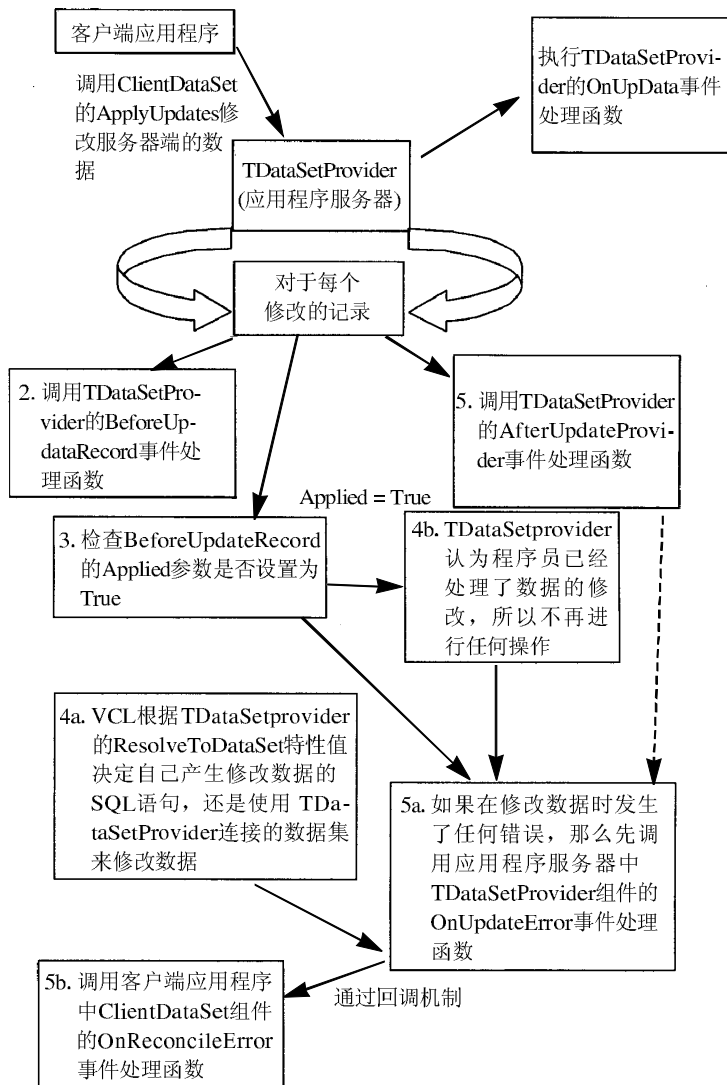 客户端应用程序
调用ClientDataSet
的ApplyUpdates修
改服务器端的数
据
执行TDataSetProvi-
der的OnUpData事件
处理函数
TDataSetProvider
(应用程序服务器)
对于每个
修改的记录
2. 调用TDataSetPro-
vider的BeforeUp-
dataRecord事件处
理函数
5. 调用TDataSetProvider
的AfterUpdateProvi-
der事件处理函数
Applied = True
3. 检查BeforeUpdateRecord
的Applied参数是否设置为
True
4b. TDataSetprovider
认为程序员已经
处理了数据的修
改，所以不再进
行任何操作
4a. VCL根据TDataSetprovider
的ResolveToDataSet特性值
决定自己产生修改数据的
SQL语句，还是使用 TDa-
taSetProvider连接的数据集
来修改数据
5a. 如果在修改数据时发生
了任何错误，那么先调
用应用程序服务器中
TDataSetProvider组件的
OnUpdateError事件处理
函数
5b. 调用客户端应用程序
中ClientDataSet组件
的OnReconcileError
事件处理函数
通过回调机制